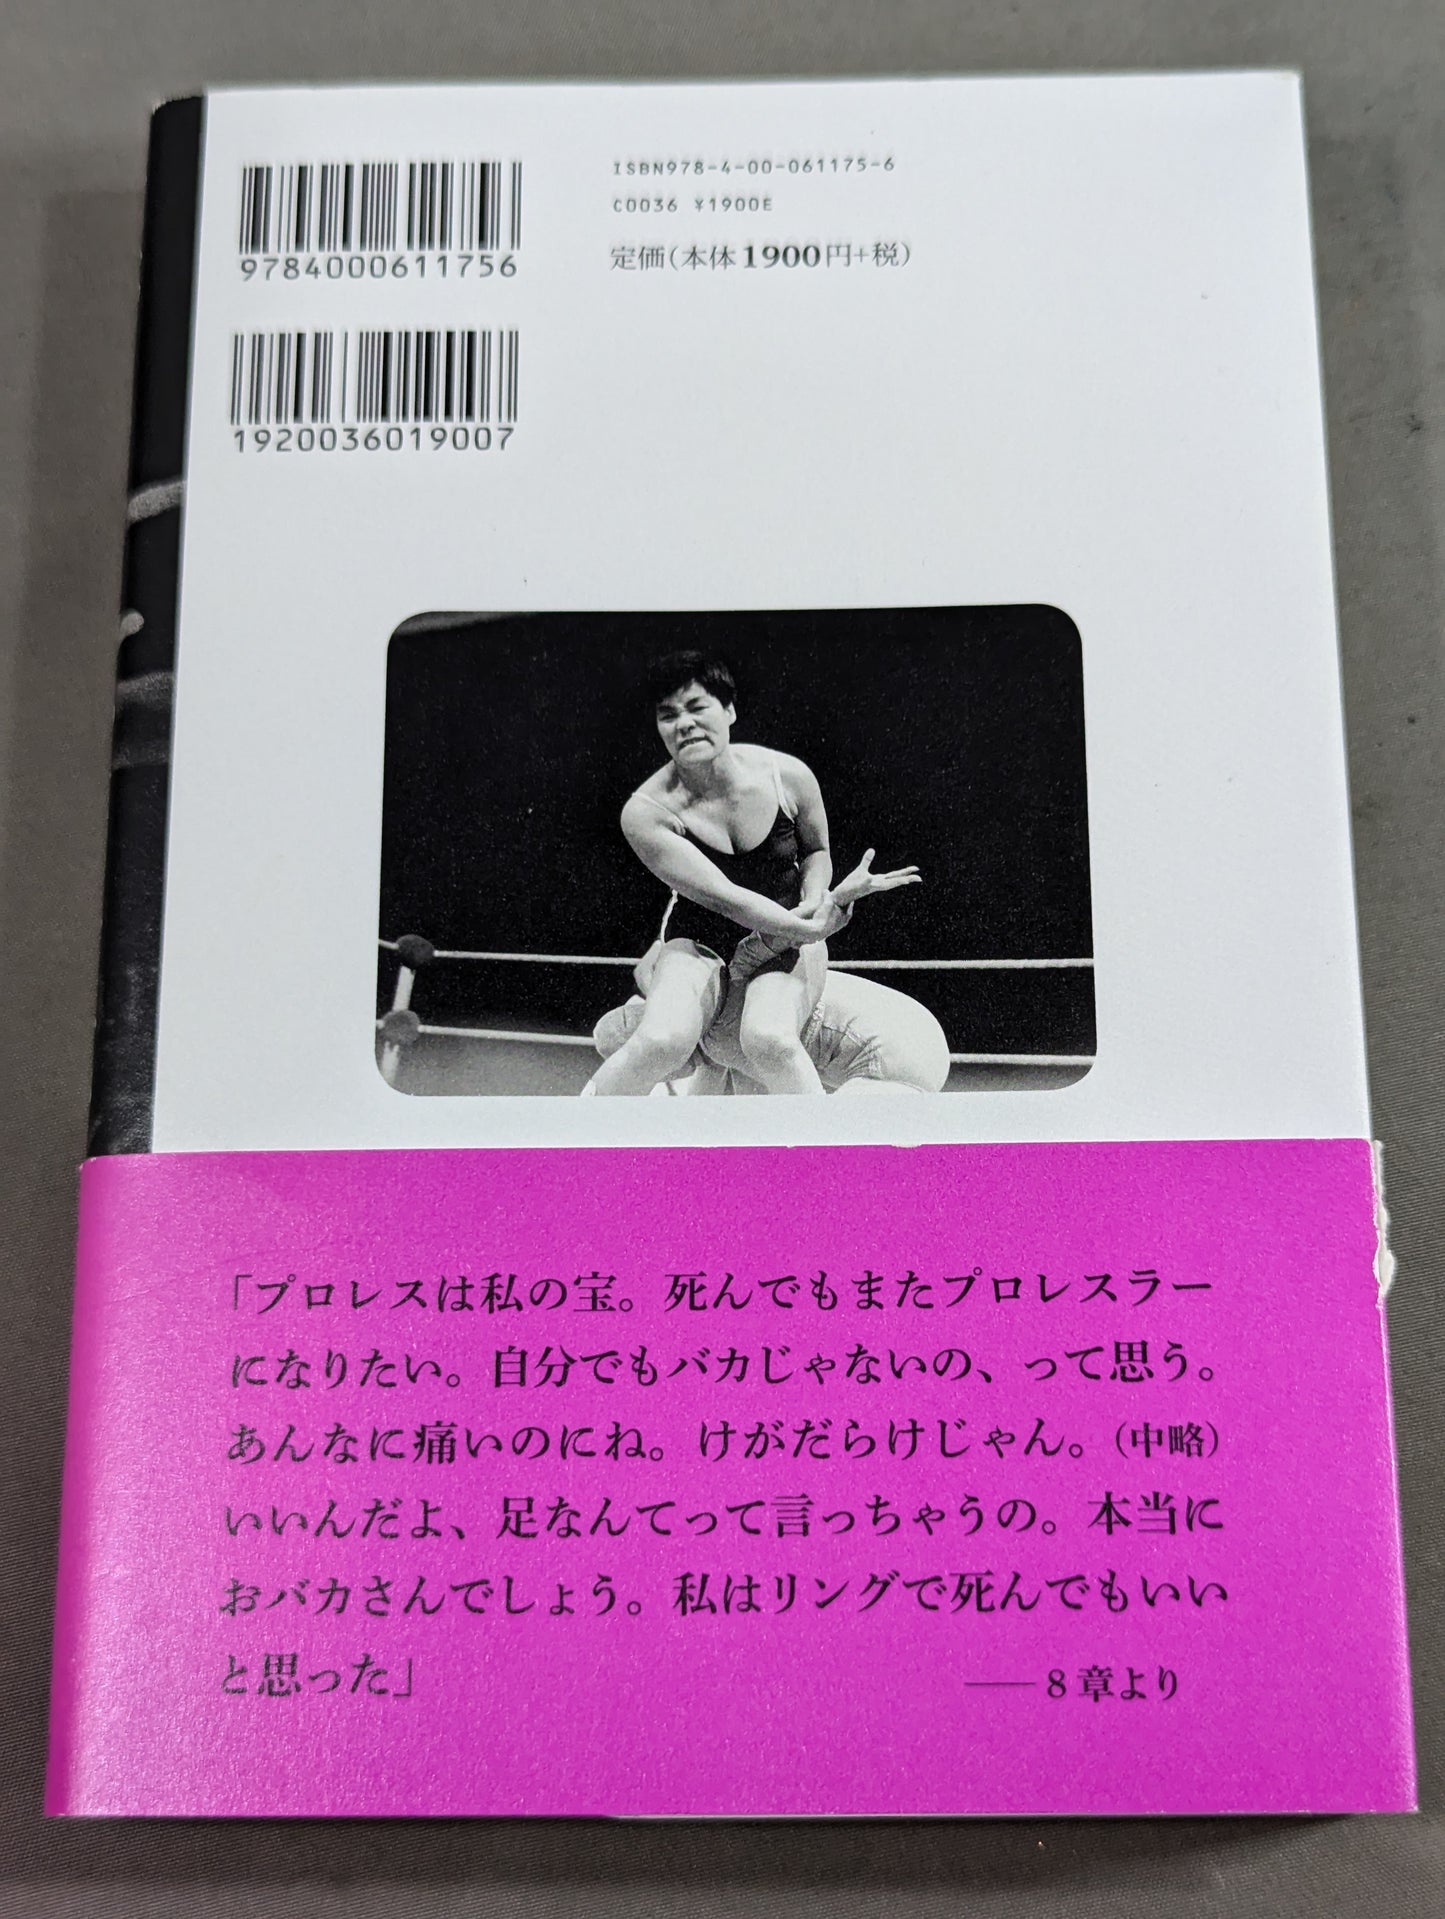 9784000611756
1920036019007
ISBN978-4-00-061175-6
C0036 ¥1900E
定価(本体1900円+税)
「プロレスは私の宝。死んでもまたプロレスラー
になりたい。自分でもバカじゃないの、って思う。
あんなに痛いのにね。けがだらけじゃん。(中略)
いいんだよ、足なんてって言っちゃうの。本当に
おバカさんでしょう。私はリングで死んでもいい
と思った」
──8章より